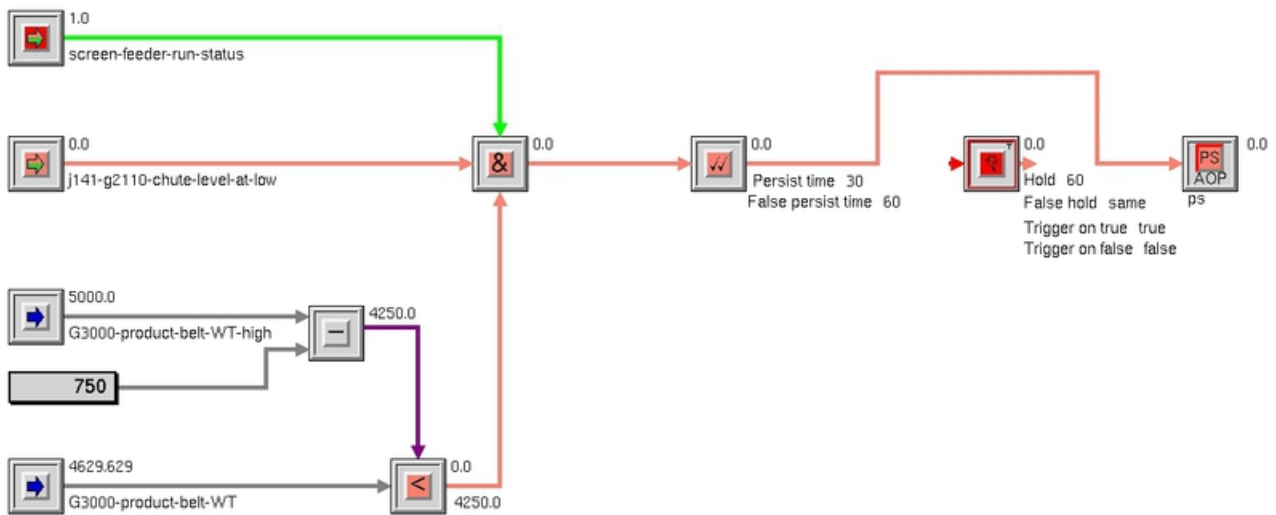 1.0
screen-feeder-run-status
0.0
j141-g2110-chute-level-at-low
&
0.0
0.0
Persist time 30
False persist time 60
0.0
Hold 60
False hold same
Trigger on true true
Trigger on false false
0.0
PS
AOP
ps
5000.0
G3000-product-belt-WT-high
−
4250.0
750
4629.629
G3000-product-belt-WT
<
0.0
4250.0